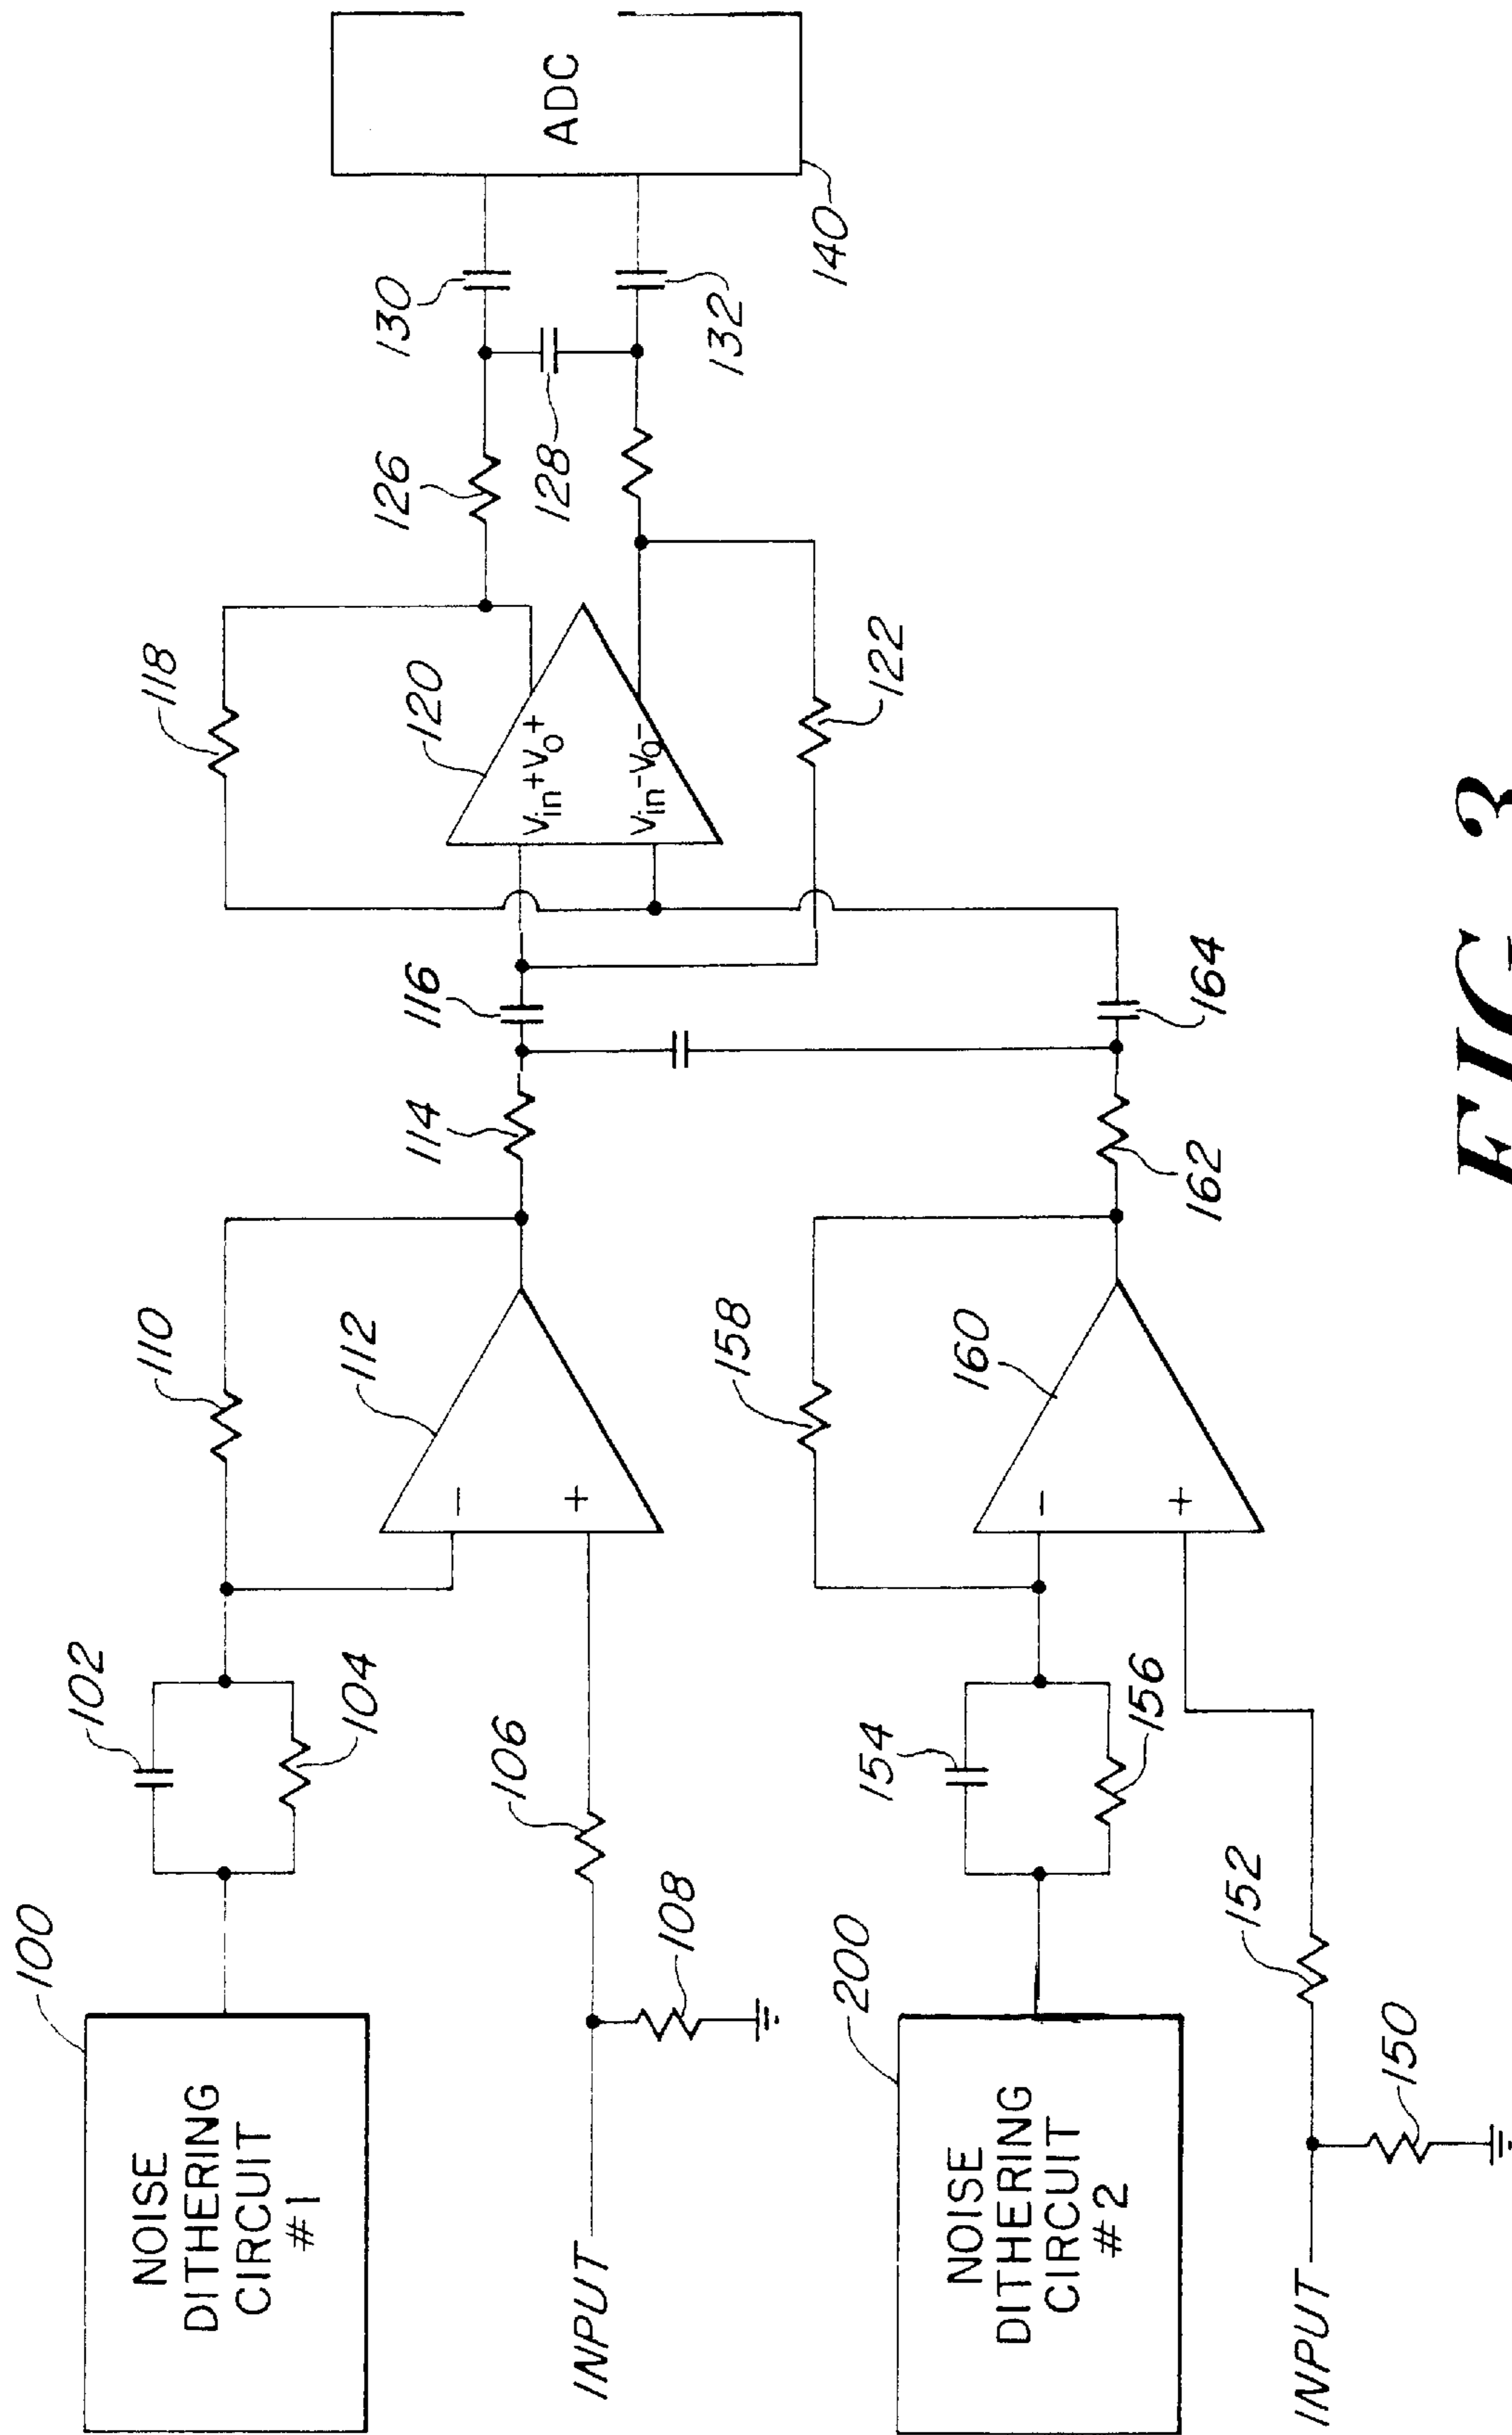 100
NOISE
DITHERING
CIRCUIT
#1
102
104
110
112
−
+
INPUT
106
108
114
116
118
120
Vin+Vo+
Vin-Vo-
122
126
128
130
132
ADC
140
200
NOISE
DITHERING
CIRCUIT
#2
154
156
158
160
−
+
INPUT
152
150
162
164
FIG. 3